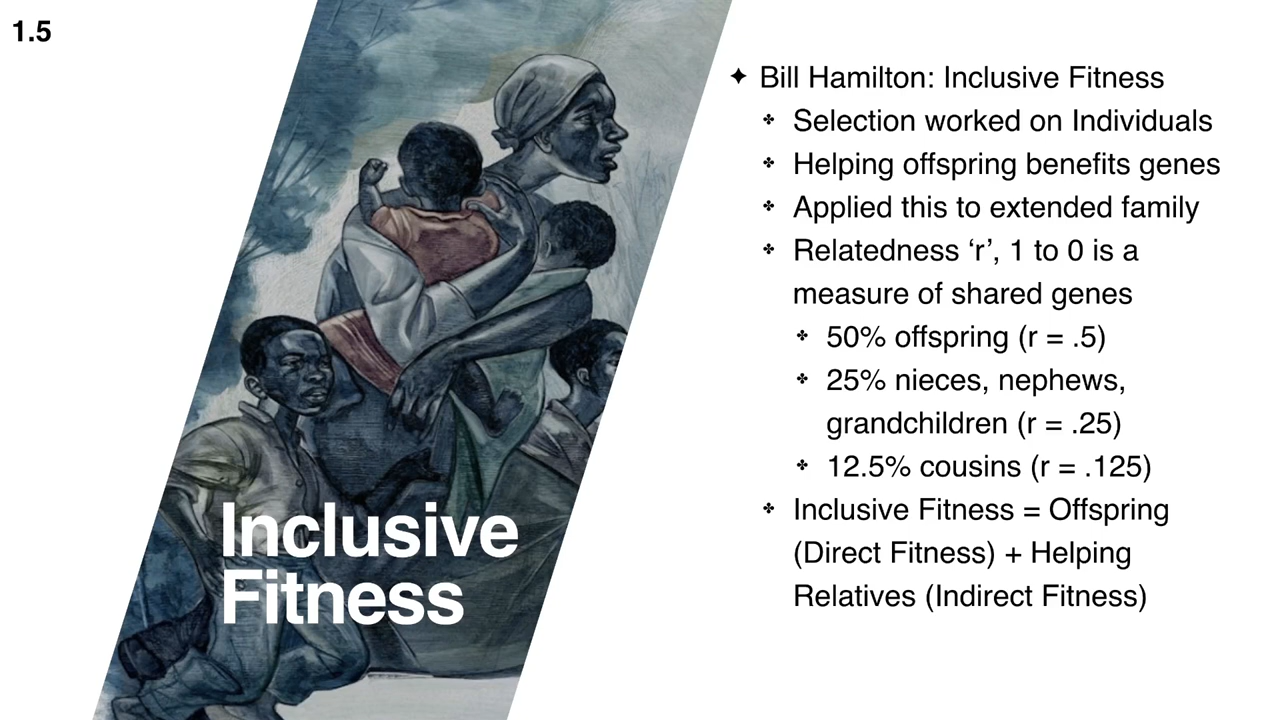 1.5
Inclusive
Fitness
✦ Bill Hamilton: Inclusive Fitness
✤ Selection worked on Individuals
✤ Helping offspring benefits genes
✤ Applied this to extended family
✤ Relatedness ‘r’, 1 to 0 is a
measure of shared genes
✤ 50% offspring (r = .5)
✤ 25% nieces, nephews,
grandchildren (r = .25)
✤ 12.5% cousins (r = .125)
✤ Inclusive Fitness = Offspring
(Direct Fitness) + Helping
Relatives (Indirect Fitness)